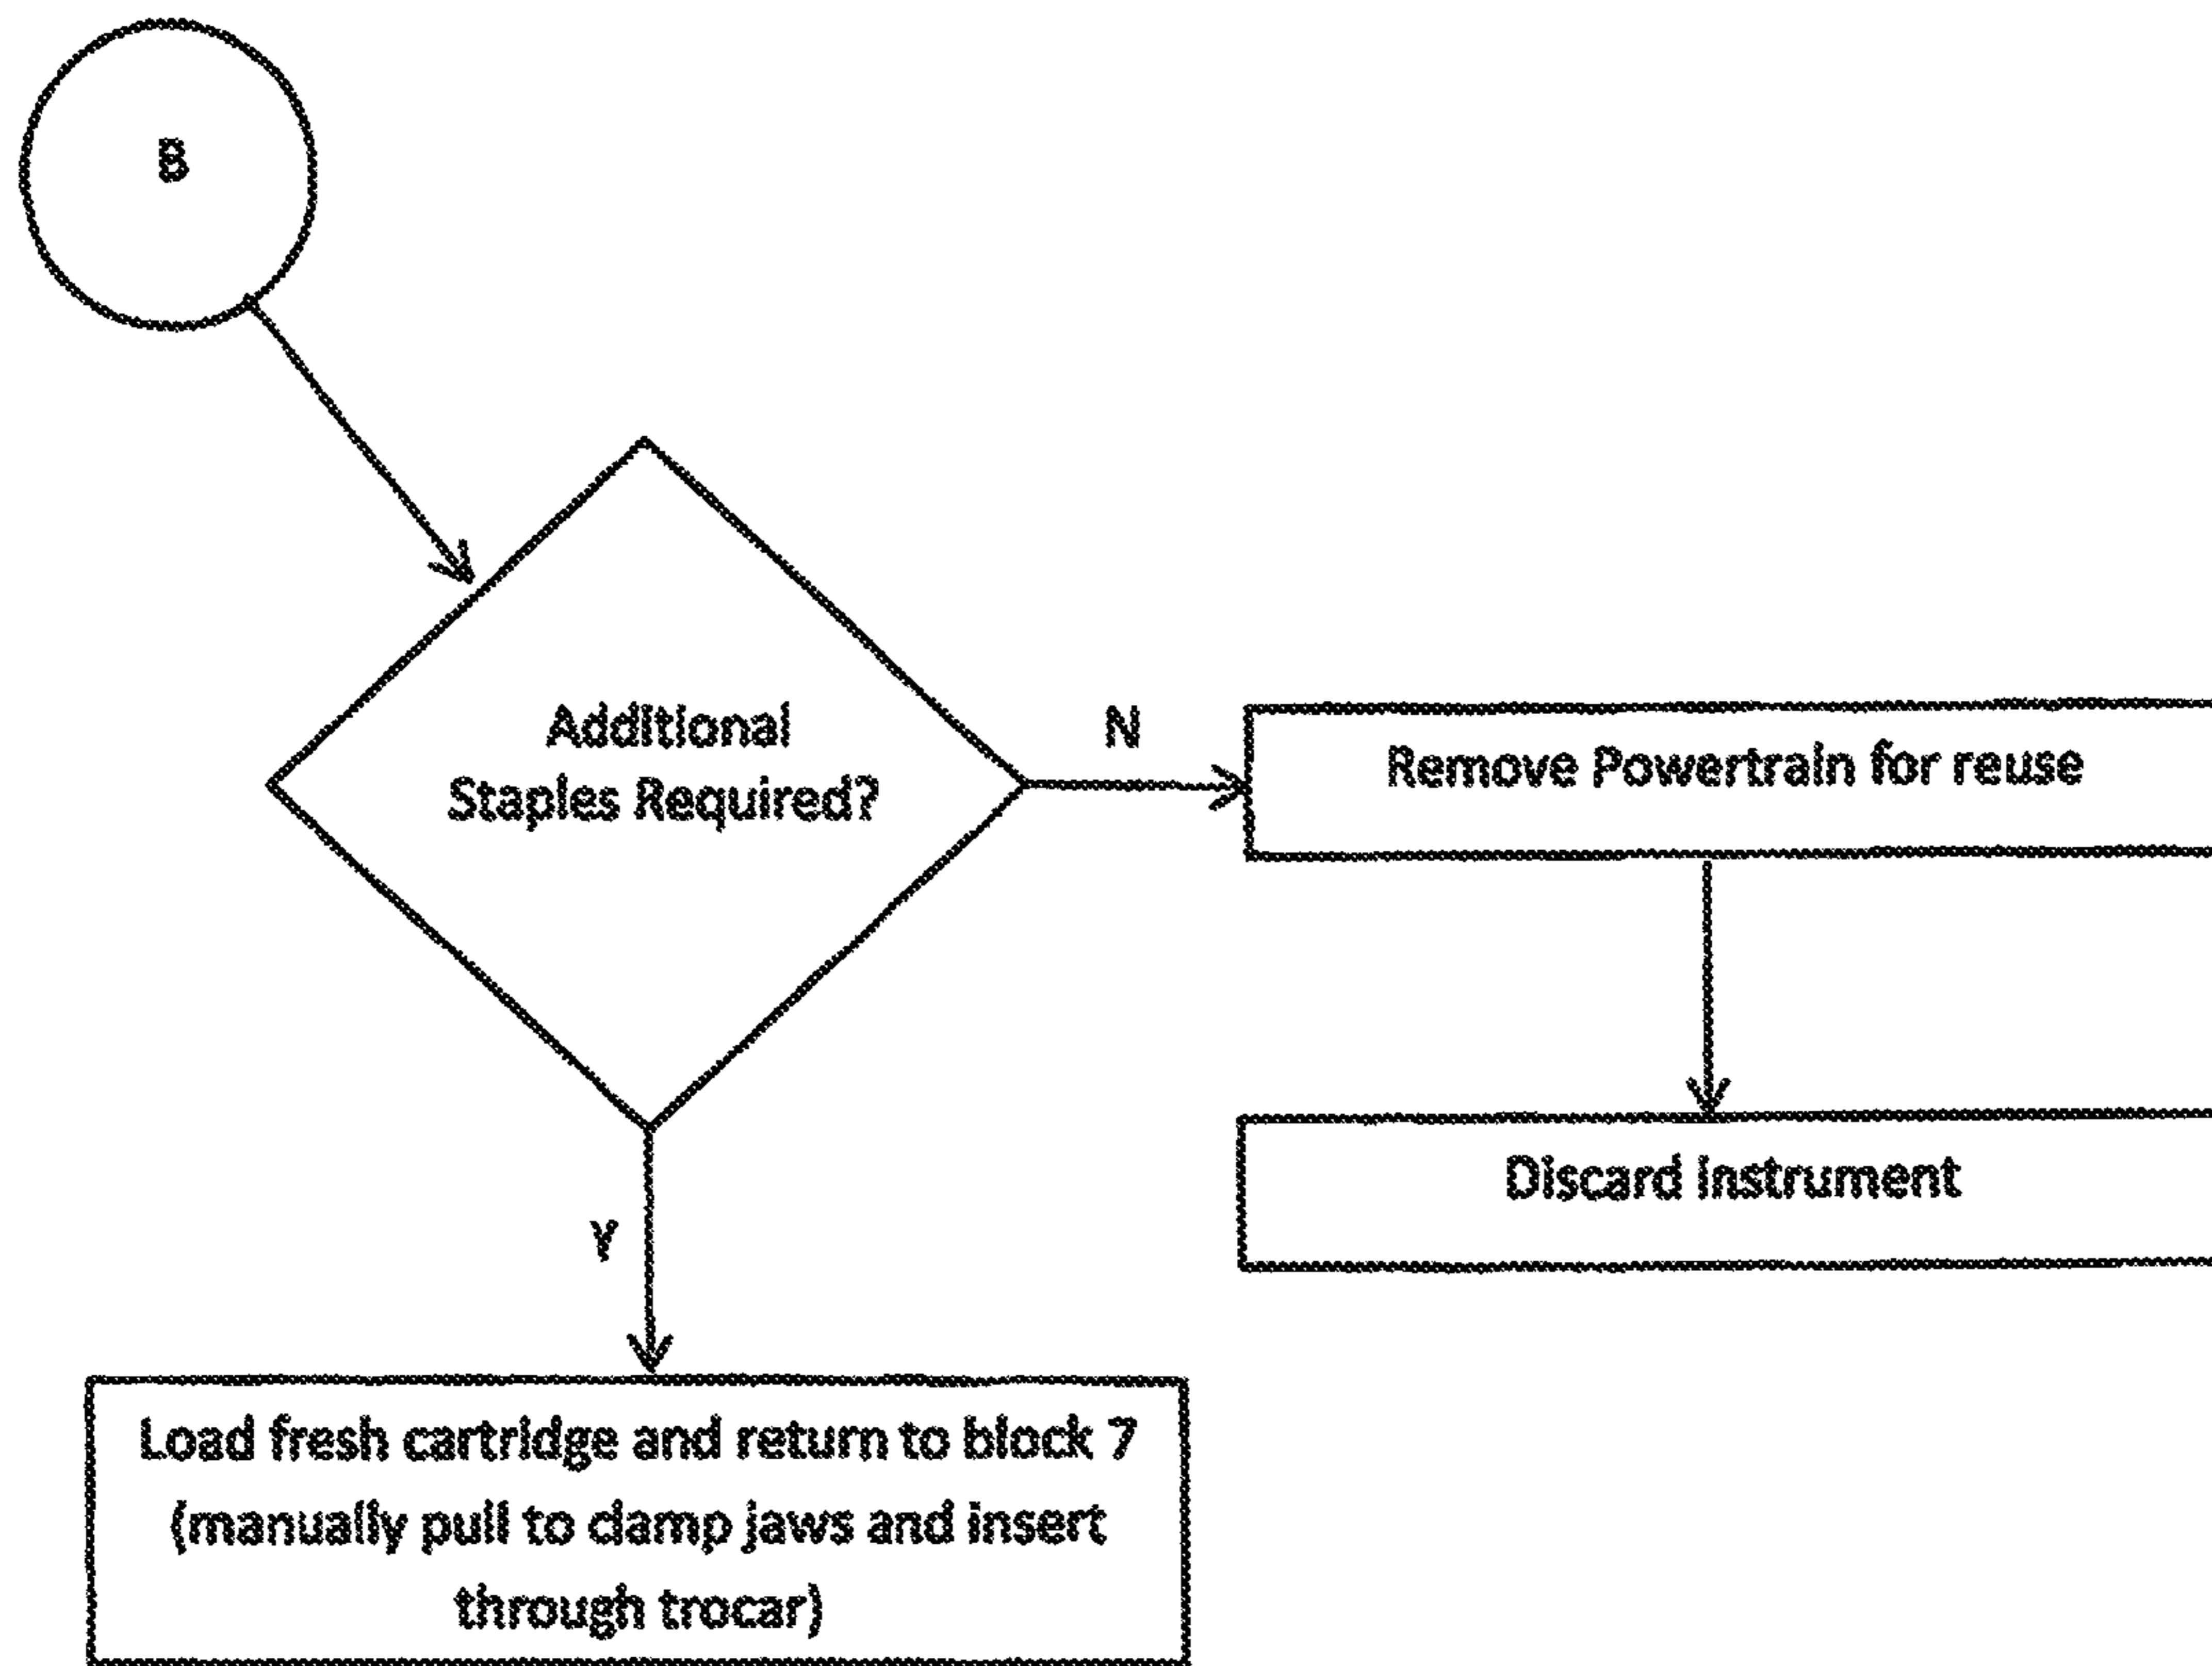 B
Additional
Staples Required?
N
Remove Powertrain for reuse
Discard Instrument
Y
Load fresh cartridge and return to block 7
(manually pull to clamp jaws and insert
through trocar)